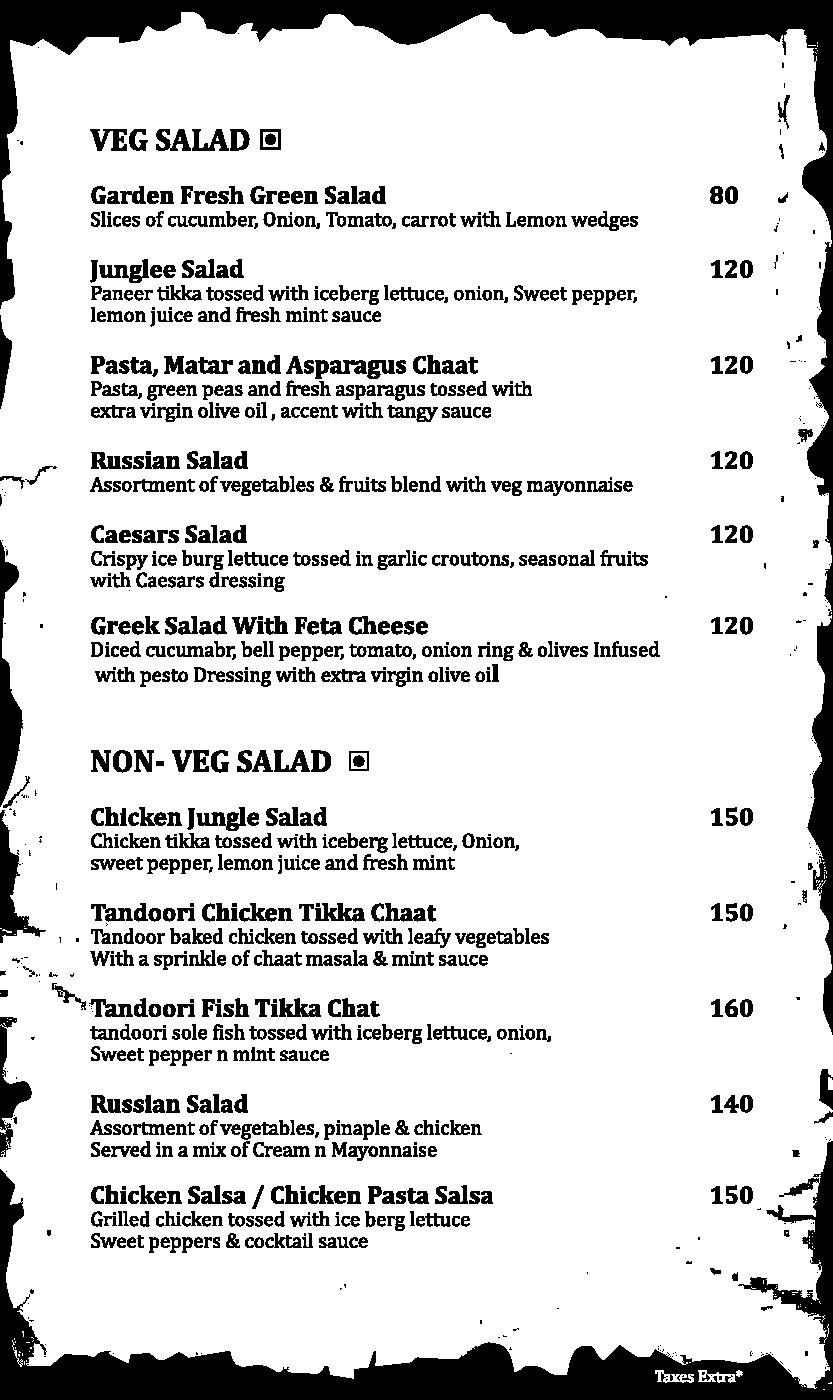 VEG SALAD
Garden Fresh Green Salad 80
Slices of cucumber, Onion, Tomato, carrot with Lemon wedges
Junglee Salad 120
Paneer tikka tossed with iceberg lettuce, onion, Sweet pepper,
lemon juice and fresh mint sauce
Pasta, Matar and Asparagus Chaat 120
Pasta, green peas and fresh asparagus tossed with
extra virgin olive oil , accent with tangy sauce
Russian Salad 120
Assortment of vegetables & fruits blend with veg mayonnaise
Caesars Salad 120
Crispy ice burg lettuce tossed in garlic croutons, seasonal fruits
with Caesars dressing
Greek Salad With Feta Cheese 120
Diced cucumabr, bell pepper, tomato, onion ring & olives Infused
with pesto Dressing with extra virgin olive oil
NON- VEG SALAD
Chicken Jungle Salad 150
Chicken tikka tossed with iceberg lettuce, Onion,
sweet pepper, lemon juice and fresh mint
Tandoori Chicken Tikka Chaat 150
Tandoor baked chicken tossed with leafy vegetables
With a sprinkle of chaat masala & mint sauce
Tandoori Fish Tikka Chat 160
tandoori sole fish tossed with iceberg lettuce, onion,
Sweet pepper n mint sauce
Russian Salad 140
Assortment of vegetables, pinaple & chicken
Served in a mix of Cream n Mayonnaise
Chicken Salsa / Chicken Pasta Salsa 150
Grilled chicken tossed with ice berg lettuce
Sweet peppers & cocktail sauce
Taxes Extra*